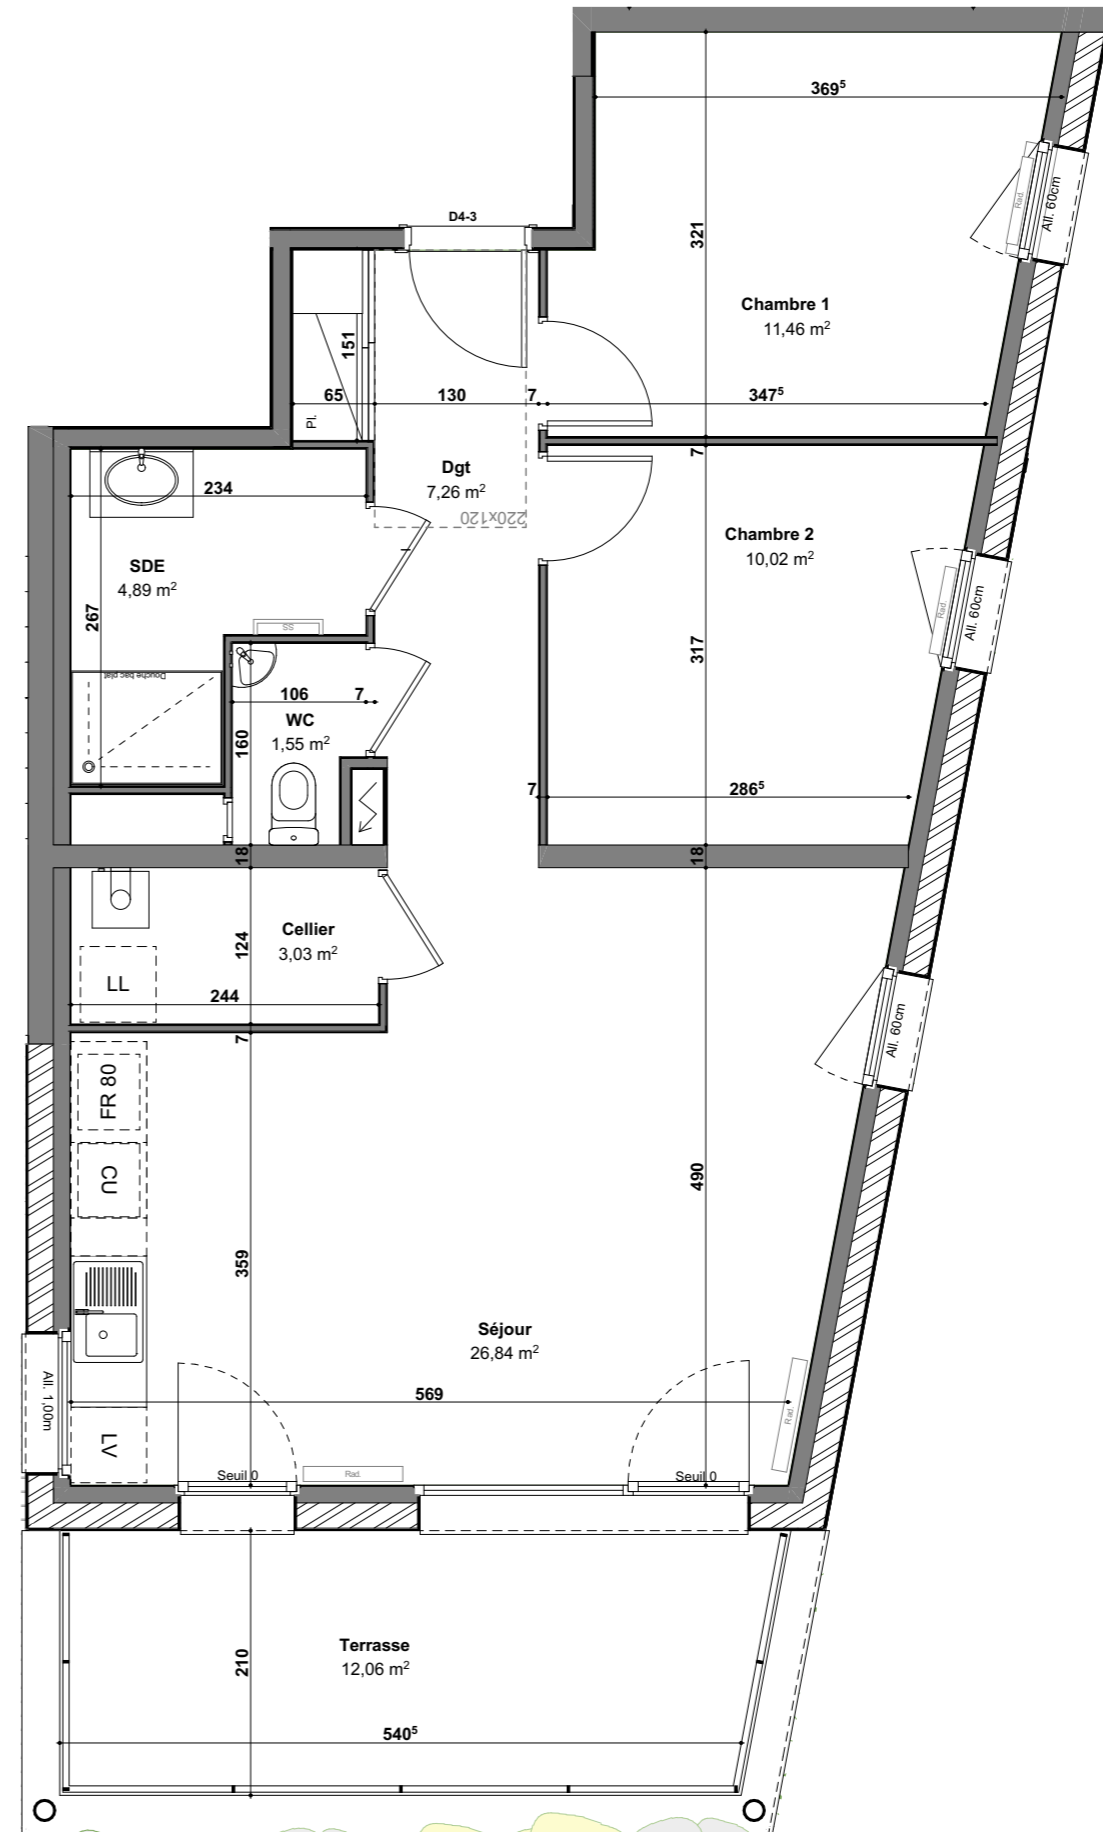 369⁵
All. 60cm
Rad.
D4-3
321
Chambre 1
11,46 m²
151
65
130
7
347⁵
Pl.
Dgt
7,26 m²
220x120
7
234
Chambre 2
10,02 m²
SDE
4,89 m²
267
SS
Rad.
All. 60cm
317
Douche bac plat
106
7
WC
1,55 m²
160
7
286⁵
18
18
Cellier
3,03 m²
124
LL
244
7
All. 60cm
FR 80
CU
490
359
Séjour
26,84 m²
569
All. 1,00m
LV
Rad.
Seuil 0
Rad.
Seuil 0
Terrasse
12,06 m²
210
540⁵